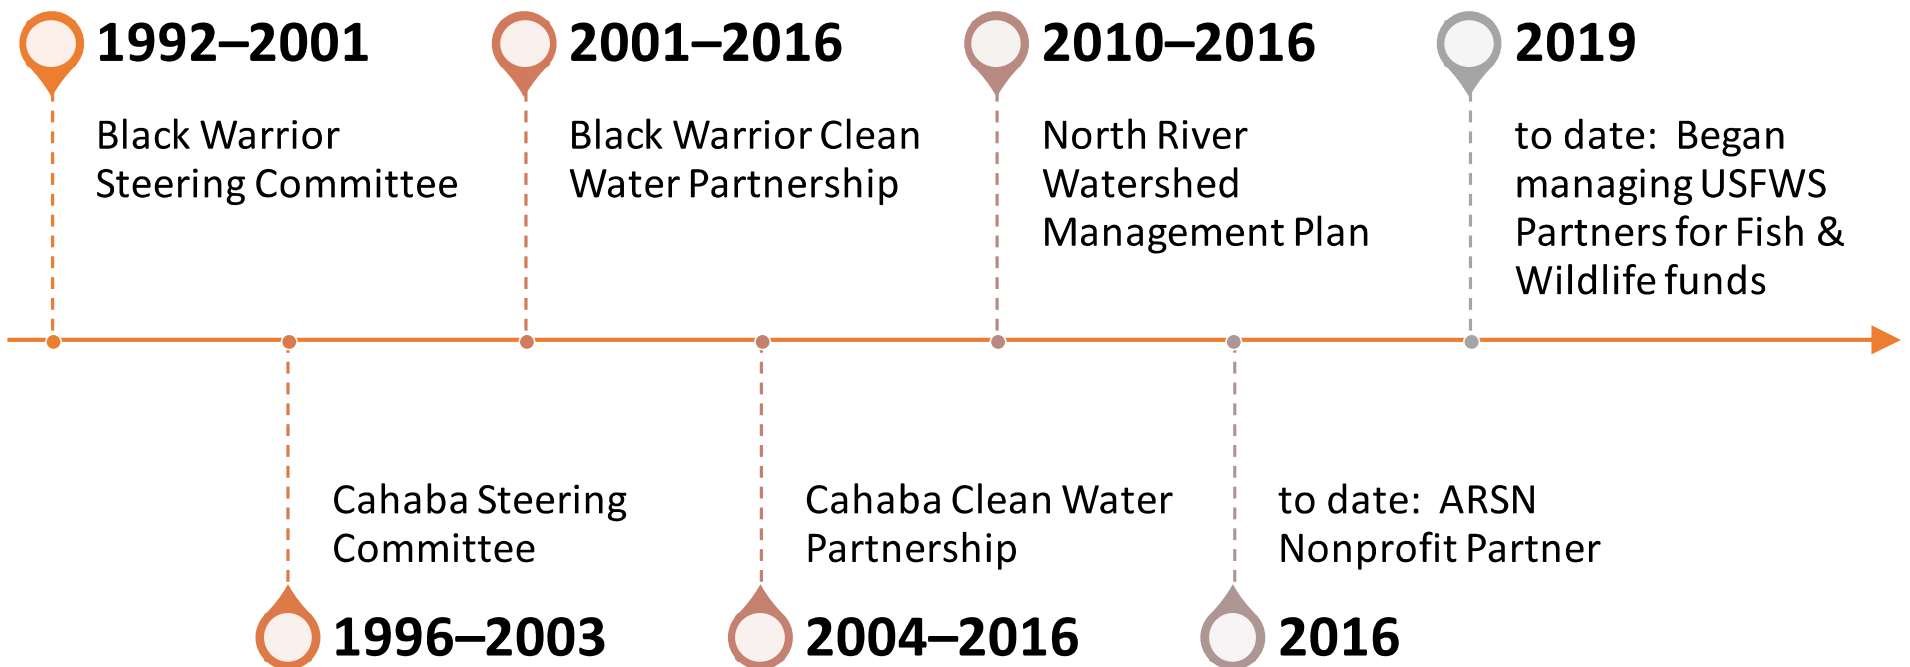 1992–2001
Black Warrior
Steering Committee
2001–2016
Black Warrior Clean
Water Partnership
2010–2016
North River
Watershed
Management Plan
2019
to date:  Began
managing USFWS
Partners for Fish &
Wildlife funds
Cahaba Steering
Committee
1996–2003
Cahaba Clean Water
Partnership
2004–2016
to date:  ARSN
Nonprofit Partner
2016